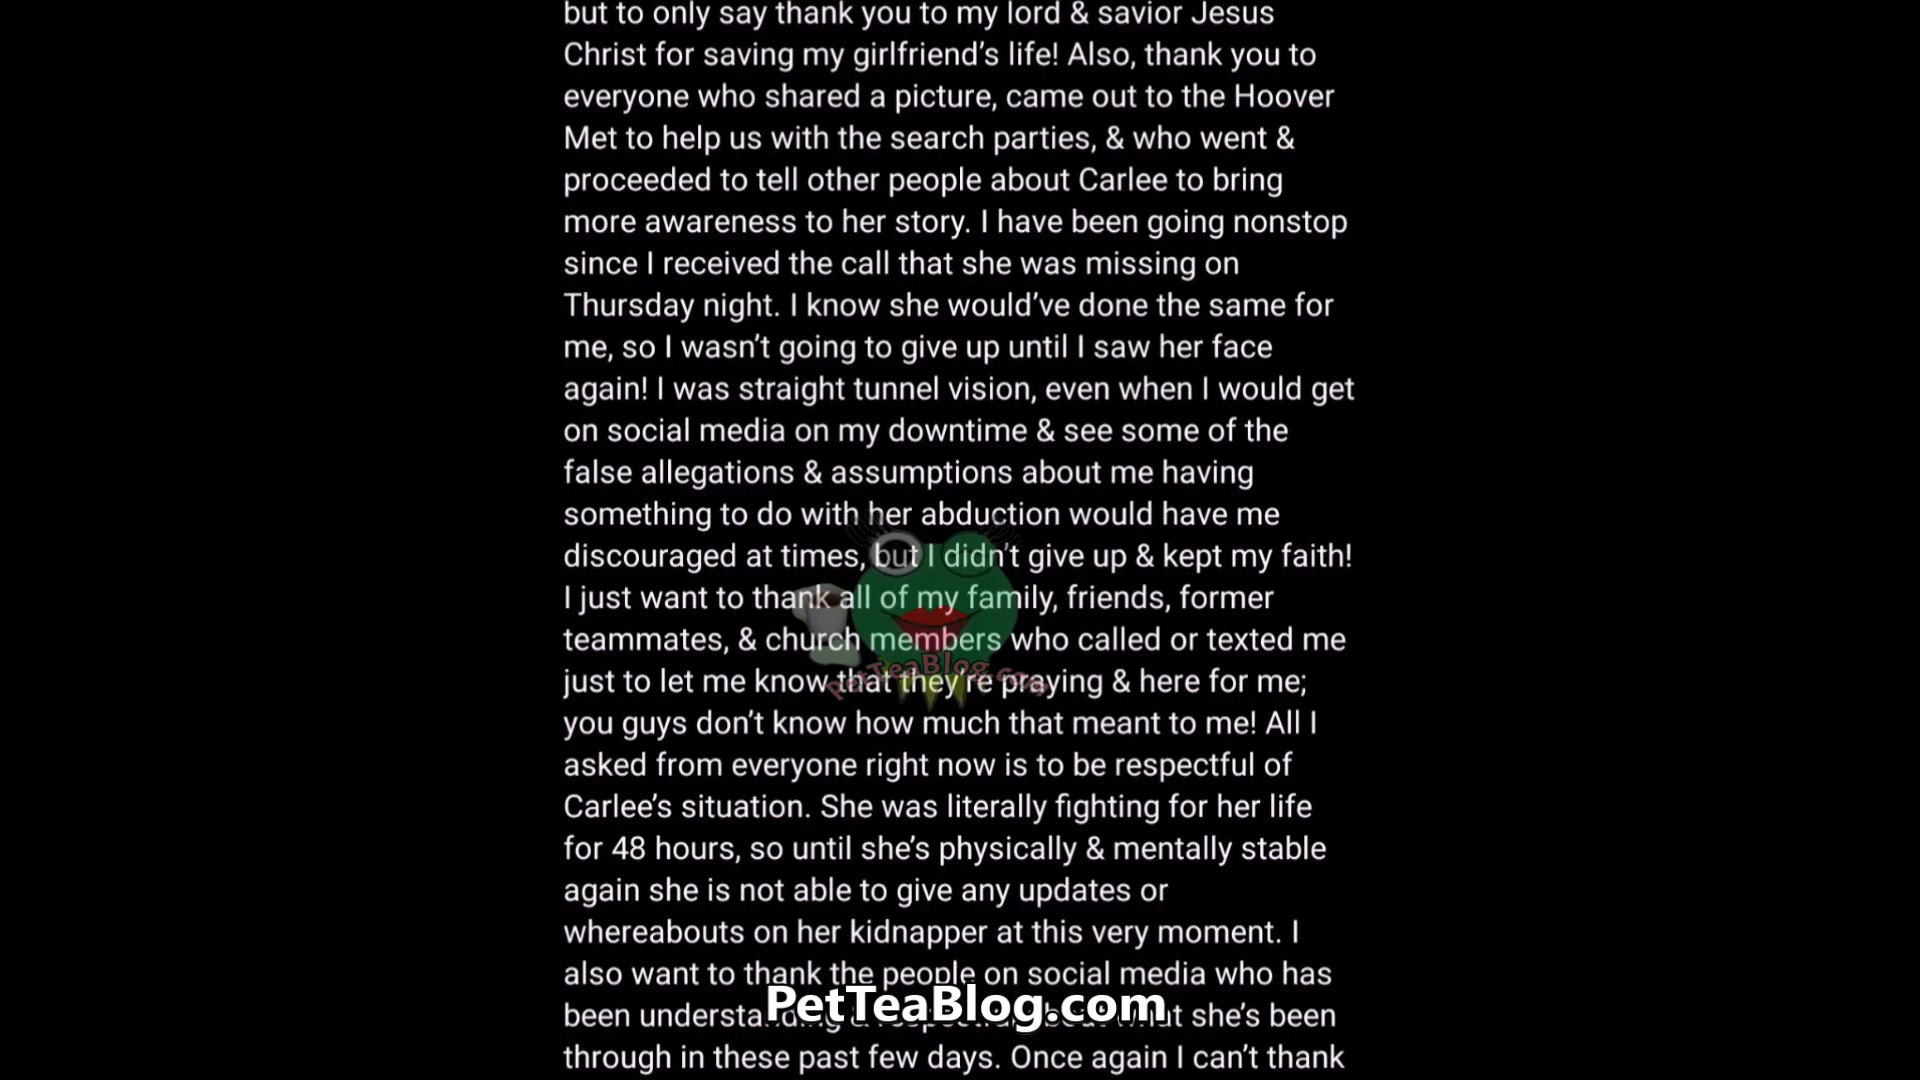 but to only say thank you to my lord & savior Jesus
Christ for saving my girlfriend’s life! Also, thank you to
everyone who shared a picture, came out to the Hoover
Met to help us with the search parties, & who went &
proceeded to tell other people about Carlee to bring
more awareness to her story. I have been going nonstop
since I received the call that she was missing on
Thursday night. I know she would’ve done the same for
me, so I wasn’t going to give up until I saw her face
again! I was straight tunnel vision, even when I would get
on social media on my downtime & see some of the
false allegations & assumptions about me having
something to do with her abduction would have me
discouraged at times, but I didn’t give up & kept my faith!
I just want to thank all of my family, friends, former
teammates, & church members who called or texted me
PetTeaBlog.com
just to let me know that they’re praying & here for me;
you guys don’t know how much that meant to me! All I
asked from everyone right now is to be respectful of
Carlee’s situation. She was literally fighting for her life
for 48 hours, so until she’s physically & mentally stable
again she is not able to give any updates or
whereabouts on her kidnapper at this very moment. I
also want to thank the people on social media who has
PetTeaBlog.com
been understanding & respectful about what she’s been
through in these past few days. Once again I can’t thank